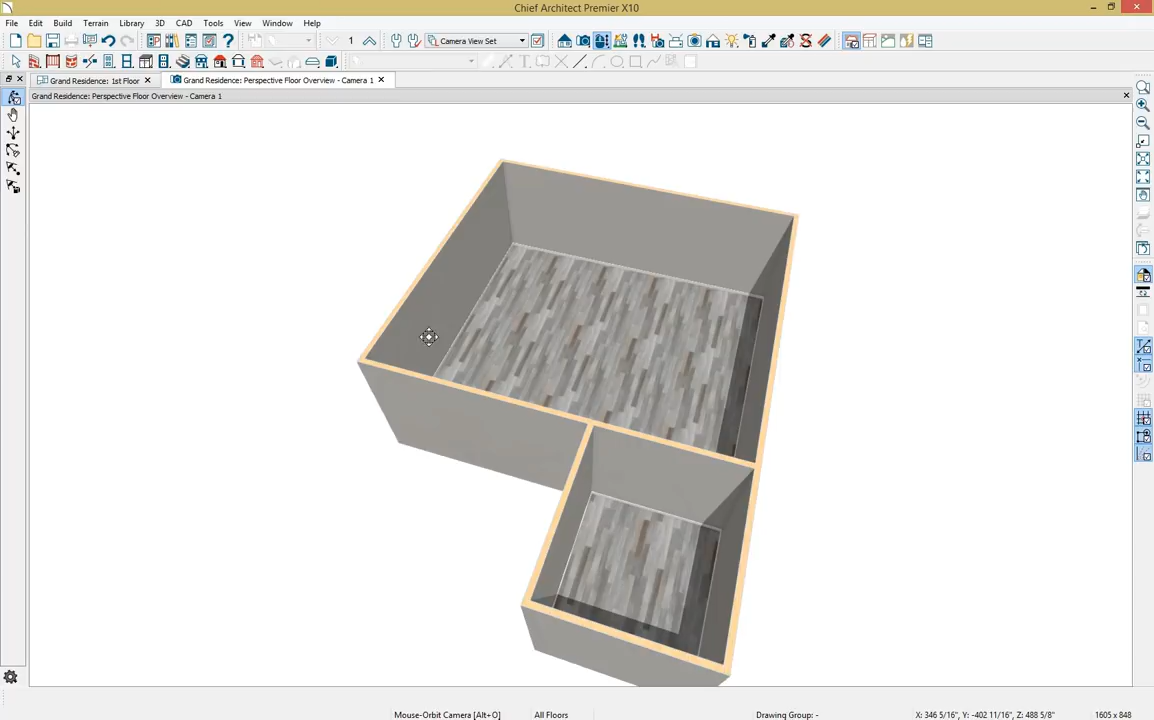 Chief Architect Premier X10
File Edit Build Terrain Library 3D CAD Tools View Window Help
1 Camera View Set
Grand Residence: 1st Floor Grand Residence: Perspective Floor Overview - Camera 1
Grand Residence: Perspective Floor Overview - Camera 1
Mouse-Orbit Camera [Alt+O] All Floors Drawing Group: - X: 346 5/16", Y: -402 11/16", Z: 488 5/8" 1605 x 848